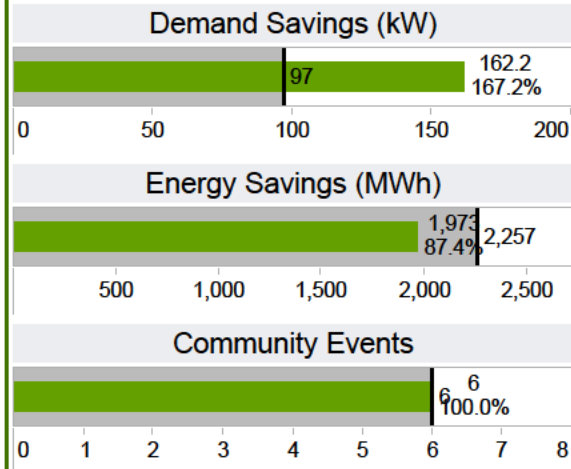 Demand Savings (kW)
97
162.2
167.2%
0 50 100 150 200
Energy Savings (MWh)
1,973
87.4%
2,257
500 1,000 1,500 2,000 2,500
Community Events
6
6
100.0%
0 1 2 3 4 5 6 7 8